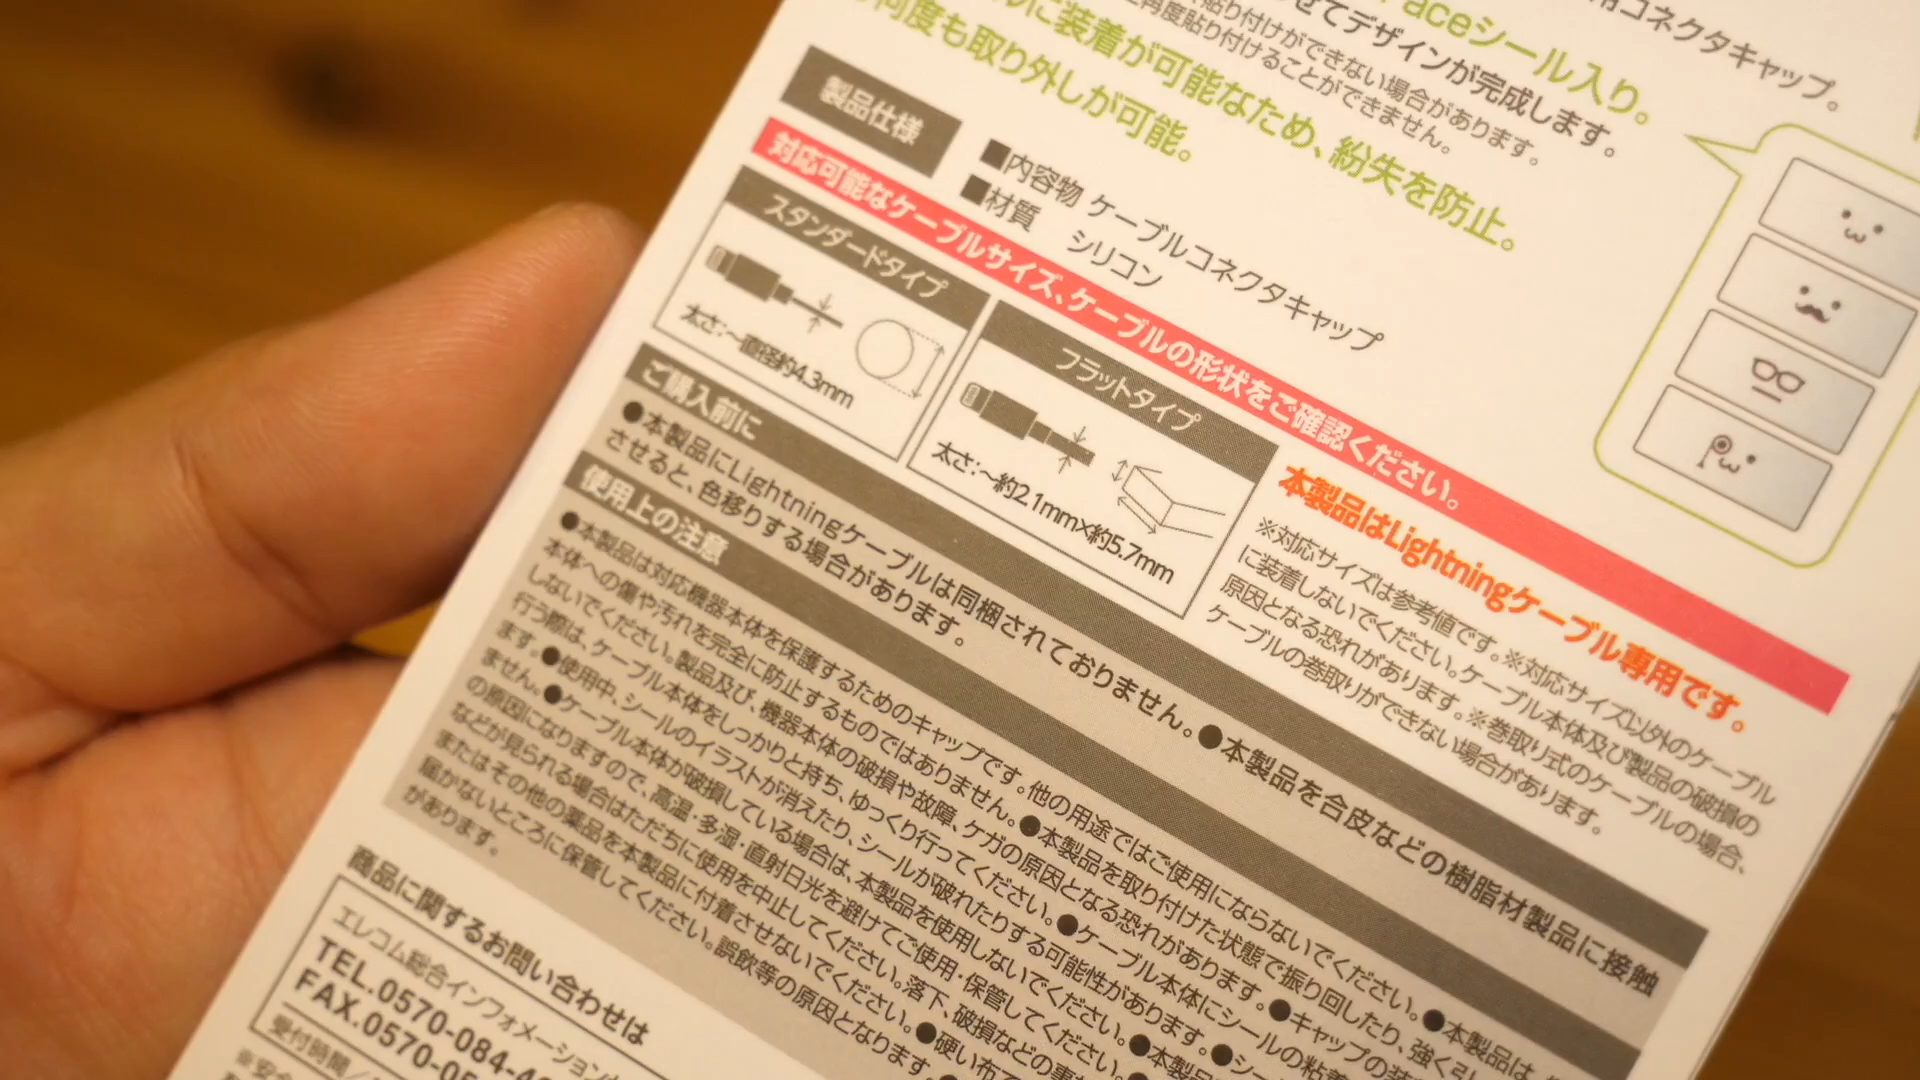 コネクタキャップ。
aceシール入り。
せてデザインが完成します。
貼り付けができない場合があります。
再度貼り付けることができません。
に装着が可能なため、紛失を防止。
何度も取り外しが可能。
製品仕様
■内容物 ケーブルコネクタキャップ
■材質 シリコン
対応可能なケーブルサイズ、ケーブルの形状をご確認ください。
スタンダードタイプ
太さ:〜直径約4.3mm
フラットタイプ
太さ:〜約2.1mm×約5.7mm
本製品はLightningケーブル専用です。
※対応サイズは参考値です。※対応サイズ以外のケーブル
に装着しないでください。ケーブル本体及び製品の破損の
原因となる恐れがあります。※巻取り式のケーブルの場合、
ケーブルの巻取りができない場合があります。
ご購入前に
●本製品にLightningケーブルは同梱されておりません。●本製品を合皮などの樹脂材製品に接触
させると、色移りする場合があります。
使用上の注意
●本製品は対応機器本体を保護するためのキャップです。他の用途ではご使用にならないでください。●本製品は
本体への傷や汚れを完全に防止するものではありません。●本製品を取り付けた状態で振り回したり、強く引
しないでください。製品及び、機器本体の破損や故障、ケガの原因となる恐れがあります。●キャップの装
行う際は、ケーブル本体をしっかりと持ち、ゆっくり行ってください。●ケーブル本体にシールの粘着
ます。●使用中、シールのイラストが消えたり、シールが破れたりする可能性があります。●シー
ません。●ケーブル本体が破損している場合は、本製品を使用しないでください。●本製
の原因になりますので、高温・多湿・直射日光を避けてご使用・保管してください。
などが見られる場合はただちに使用を中止してください。落下、破損などの事
またはその他の薬品を本製品に付着させないでください。●硬い布で
届かないところに保管してください。誤飲等の原因となります。
があります。
商品に関するお問い合わせは
エレコム総合インフォメーション
TEL.0570-084-4
FAX.0570-05
受付時間／
※安全